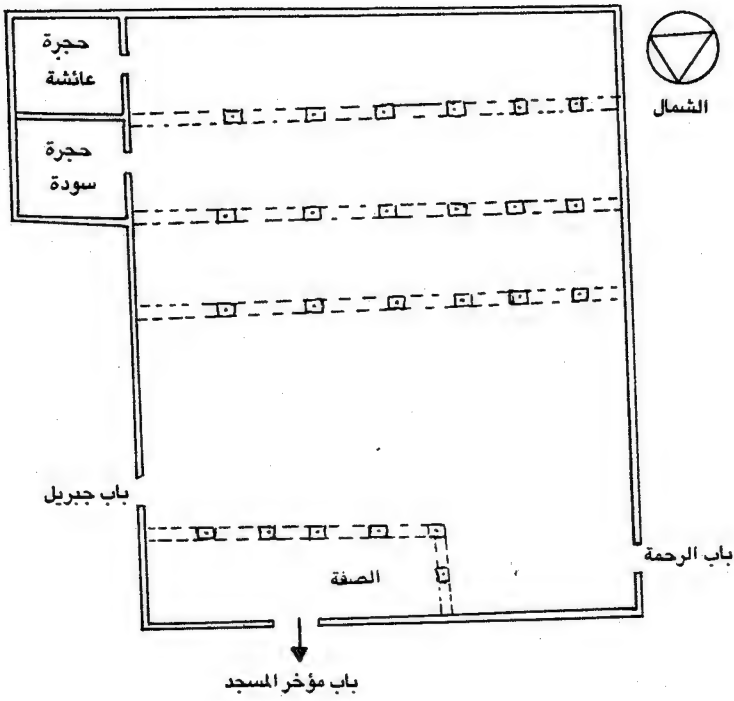 حجرة
عائشة
الشمال
حجرة
سودة
باب جبريل
باب الرحمة
الصفة
باب مؤخر المسجد